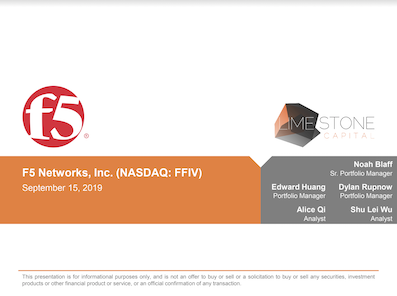 f5
®
LIMESTONE
CAPITAL
F5 Networks, Inc. (NASDAQ: FFIV)
September 15, 2019
Noah Blaff
Sr. Portfolio Manager
Edward Huang Dylan Rupnow
Portfolio Manager Portfolio Manager
Alice Qi Shu Lei Wu
Analyst Analyst
This presentation is for informational purposes only, and is not an offer to buy or sell or a solicitation to buy or sell any securities, investment
products or other financial product or service, or an official confirmation of any transaction.